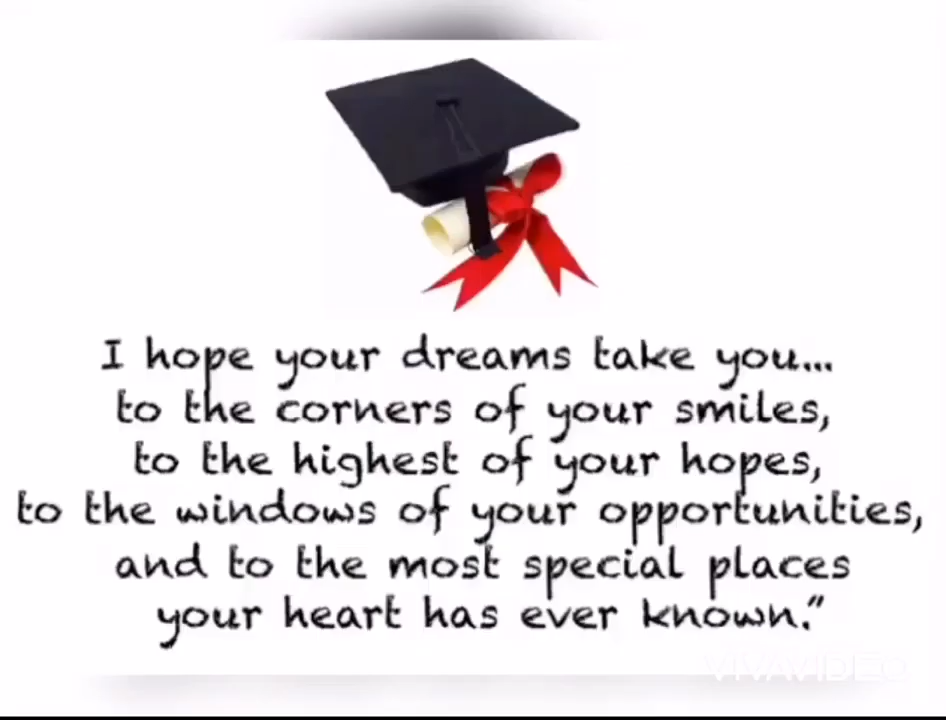 I hope your dreams take you...
to the corners of your smiles,
to the highest of your hopes,
to the windows of your opportunities,
and to the most special places
your heart has ever known."
VIVAVIDEO